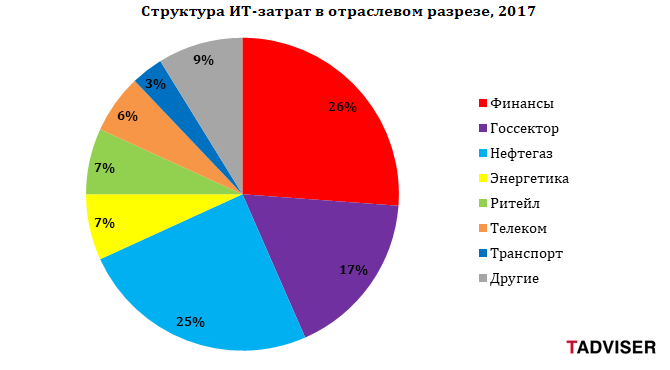 Структура ИТ-затрат в отраслевом разрезе, 2017
9%
3%
6%
26%
7%
7%
17%
25%
Финансы
Госсектор
Нефтегаз
Энергетика
Ритейл
Телеком
Транспорт
Другие
TADVISER